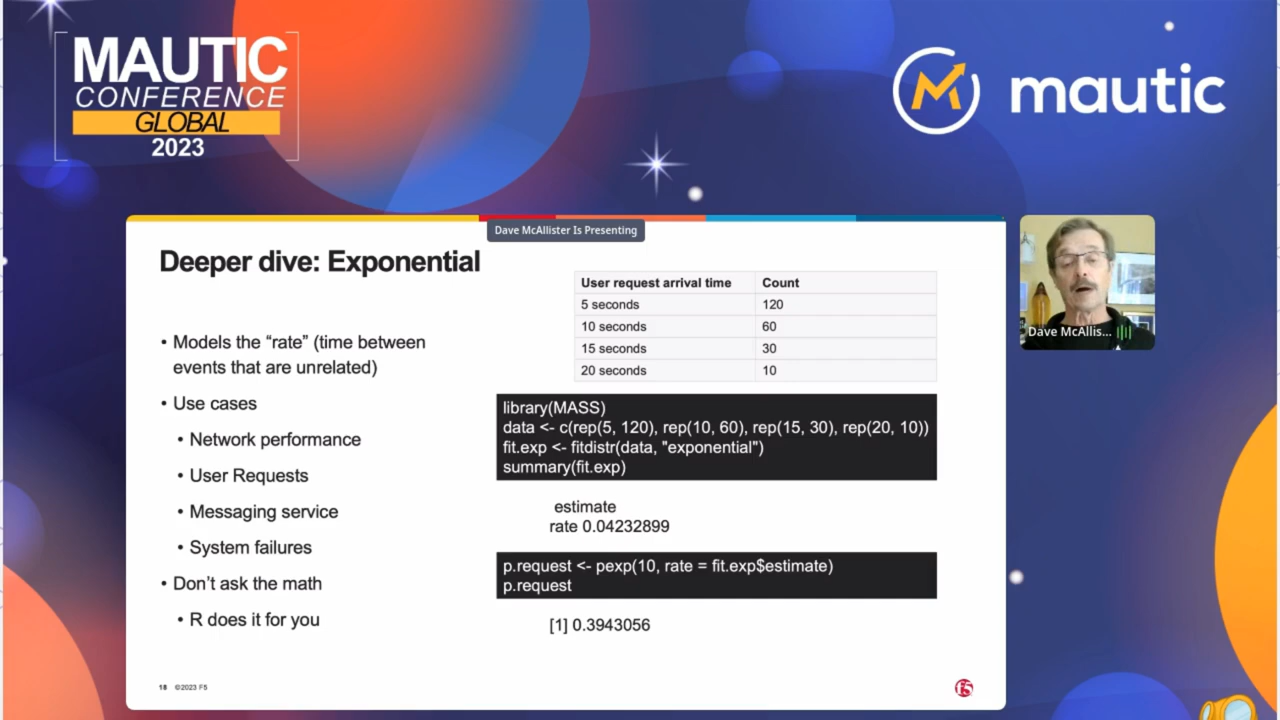 MAUTIC
CONFERENCE
GLOBAL
2023
mautic
Dave McAllister Is Presenting
Deeper dive: Exponential
• Models the “rate” (time between
events that are unrelated)
• Use cases
• Network performance
• User Requests
• Messaging service
• System failures
• Don’t ask the math
• R does it for you
User request arrival time Count
5 seconds 120
10 seconds 60
15 seconds 30
20 seconds 10
library(MASS)
data <- c(rep(5, 120), rep(10, 60), rep(15, 30), rep(20, 10))
fit.exp <- fitdistr(data, "exponential")
summary(fit.exp)
estimate
rate 0.04232899
p.request <- pexp(10, rate = fit.exp$estimate)
p.request
[1] 0.3943056
Dave McAllis...
18 ©2023 F5
f5